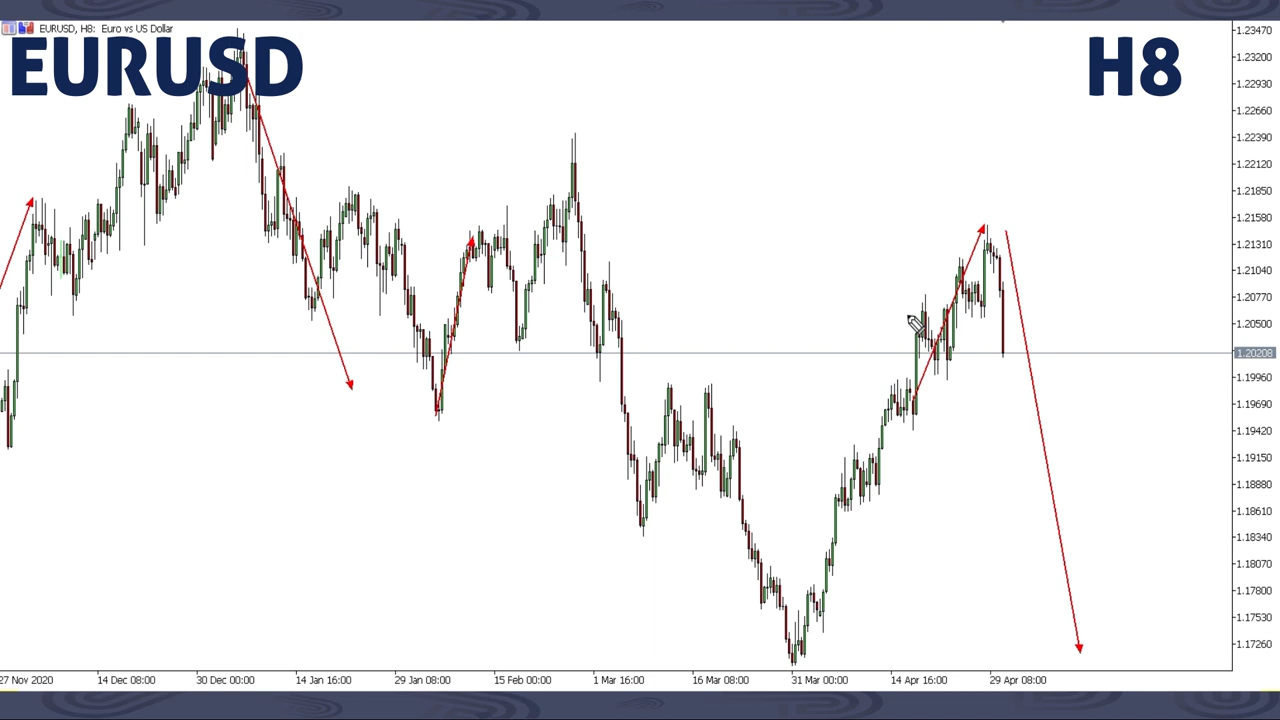 EURUSD, H8: Euro vs US Dollar
EURUSD
H8
1.23470
1.23200
1.22930
1.22660
1.22390
1.22120
1.21850
1.21580
1.21310
1.21040
1.20770
1.20500
1.20208
1.19960
1.19690
1.19420
1.19150
1.18880
1.18610
1.18340
1.18070
1.17800
1.17530
1.17260
27 Nov 2020
14 Dec 08:00
30 Dec 00:00
14 Jan 16:00
29 Jan 08:00
15 Feb 00:00
1 Mar 16:00
16 Mar 08:00
31 Mar 00:00
14 Apr 16:00
29 Apr 08:00